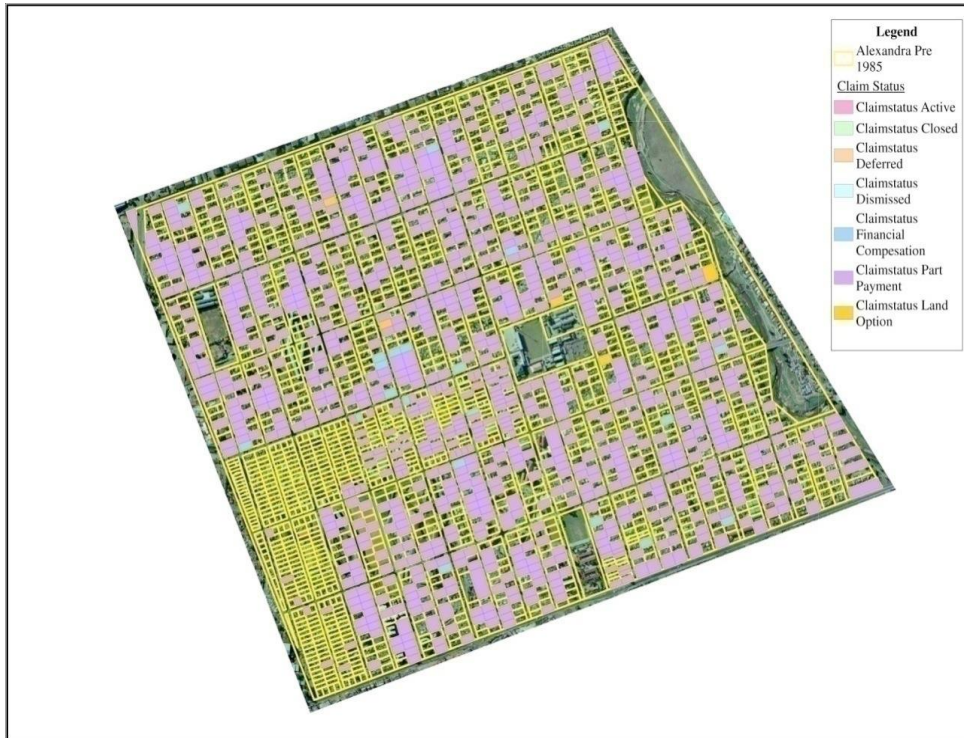 Legend
Alexandra Pre
1985
Claim Status
Claimstatus Active
Claimstatus Closed
Claimstatus
Deferred
Claimstatus
Dismissed
Claimstatus
Financial
Compesation
Claimstatus Part
Payment
Claimstatus Land
Option